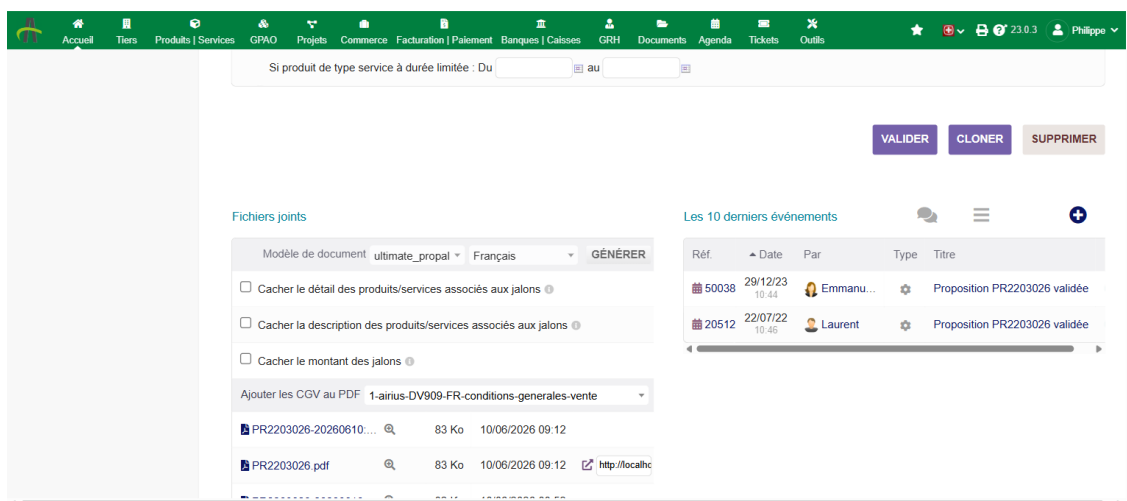 Accueil Tiers Produits | Services GPAO Projets Commerce Facturation | Paiement Banques | Caisses GRH Documents Agenda Tickets Outils 23.0.3 Philippe
Si produit de type service à durée limitée : Du au
VALIDER CLONER SUPPRIMER
Fichiers joints
Modèle de document ultimate_propal Français GÉNÉRER
Cacher le détail des produits/services associés aux jalons
Cacher la description des produits/services associés aux jalons
Cacher le montant des jalons
Ajouter les CGV au PDF 1-airius-DV909-FR-conditions-generales-vente
PR2203026-20260610:... 83 Ko 10/06/2026 09:12
PR2203026.pdf 83 Ko 10/06/2026 09:12 http://localhc
Les 10 derniers événements
Réf. Date Par Type Titre
50038 29/12/23 10:44 Emmanu... Proposition PR2203026 validée
20512 22/07/22 10:46 Laurent Proposition PR2203026 validée